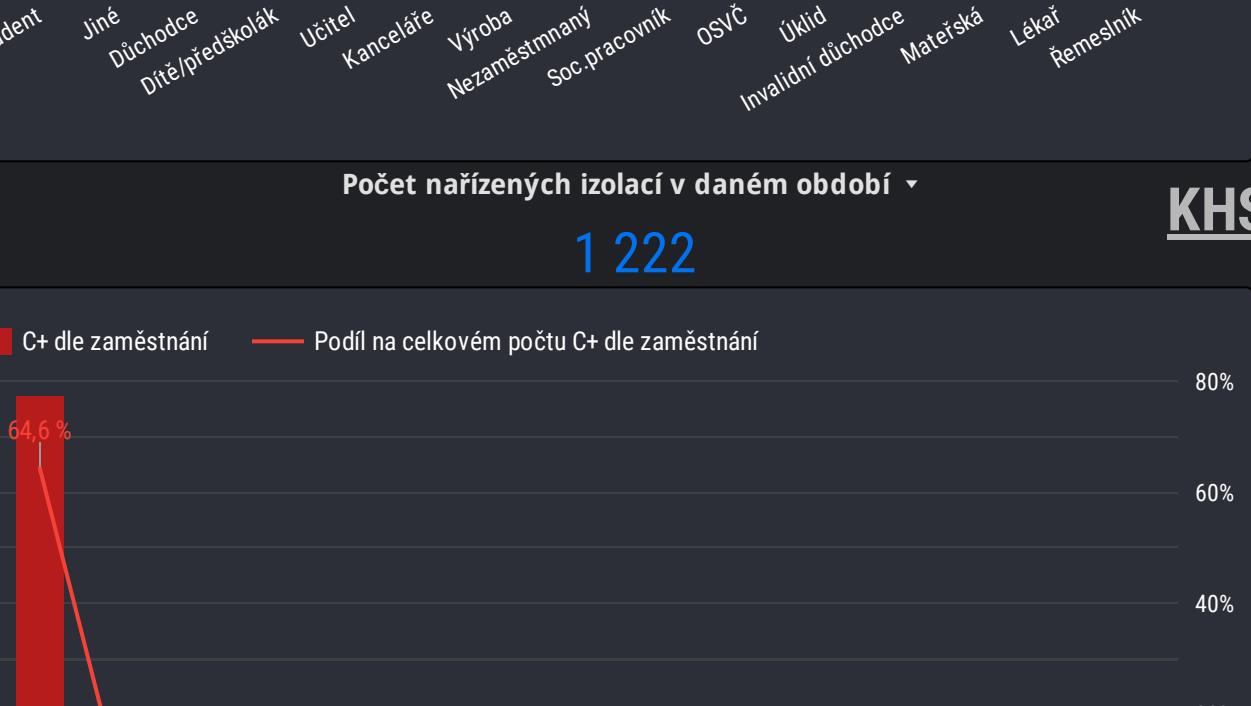 Jiné
Důchodce
Dítě/předškolák
Učitel
Kanceláře
Výroba
Nezaměstmnaný
Soc.pracovník
OSVČ
Úklid
Invalidní důchodce
Mateřská
Lékař
Řemeslník
Počet nařízených izolací v daném období
1 222
C+ dle zaměstnání
Podíl na celkovém počtu C+ dle zaměstnání
80%
64,6 %
60%
40%